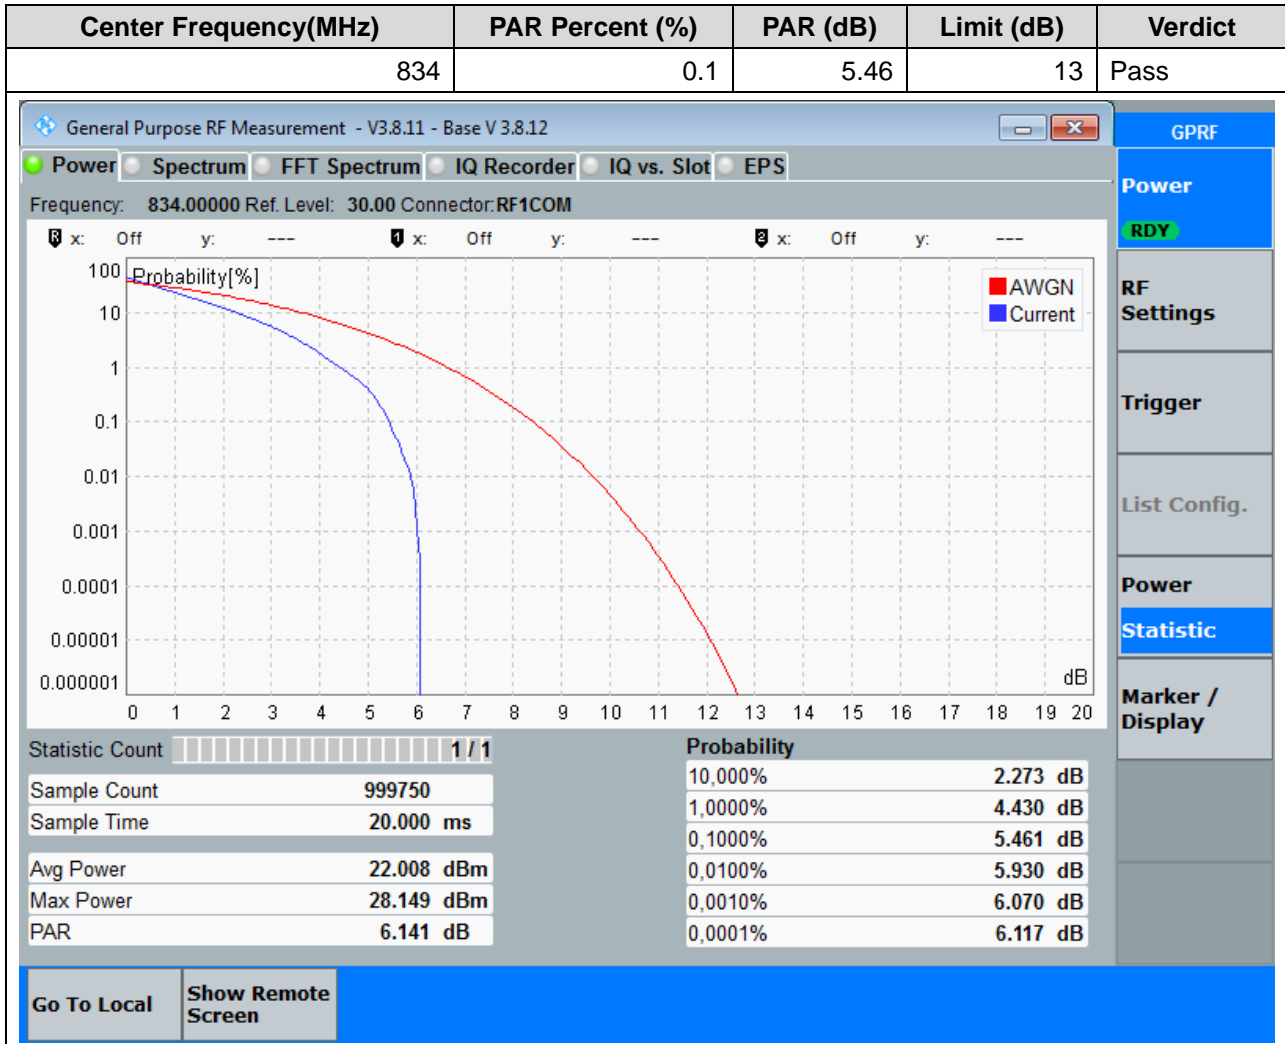 Center Frequency(MHz) PAR Percent (%) PAR (dB) Limit (dB) Verdict
834 0.1 5.46 13 Pass
General Purpose RF Measurement - V3.8.11 - Base V 3.8.12
GPRF
Power Spectrum FFT Spectrum IQ Recorder IQ vs. Slot EPS
Power
RDY
Frequency: 834.00000 Ref. Level: 30.00 Connector:RF1COM
R x: Off y: --- 1 x: Off y: --- 2 x: Off y: ---
100 Probability[%]
AWGN
Current
10
1
0.1
0.01
0.001
0.0001
0.00001
0.000001
dB
0 1 2 3 4 5 6 7 8 9 10 11 12 13 14 15 16 17 18 19 20
RF
Settings
Trigger
List Config.
Power
Statistic
Marker /
Display
Statistic Count 1 / 1
Sample Count 999750
Sample Time 20.000 ms
Avg Power 22.008 dBm
Max Power 28.149 dBm
PAR 6.141 dB
Probability
10,000% 2.273 dB
1,0000% 4.430 dB
0,1000% 5.461 dB
0,0100% 5.930 dB
0,0010% 6.070 dB
0,0001% 6.117 dB
Go To Local
Show Remote
Screen